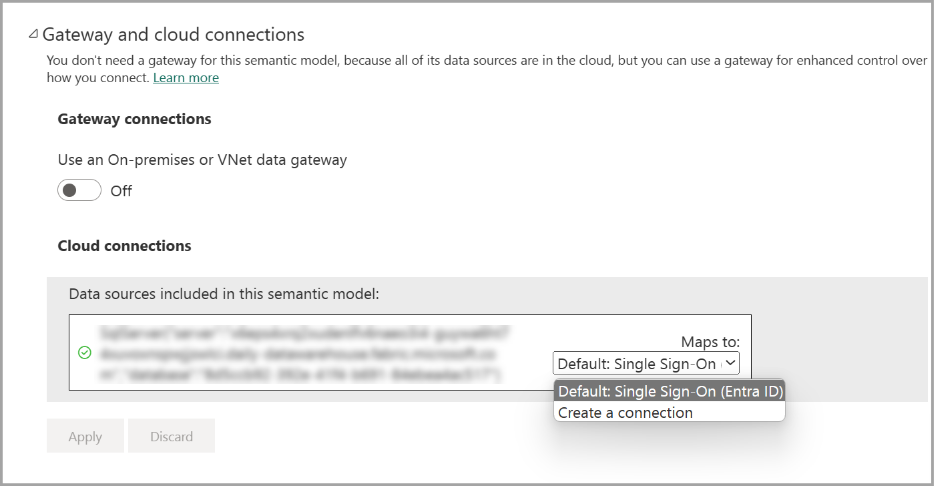 Gateway and cloud connections
You don't need a gateway for this semantic model, because all of its data sources are in the cloud, but you can use a gateway for enhanced control over
how you connect. Learn more
Gateway connections
Use an On-premises or VNet data gateway
Off
Cloud connections
Data sources included in this semantic model:
Maps to:
Default: Single Sign-On
Default: Single Sign-On (Entra ID)
Create a connection
Apply
Discard